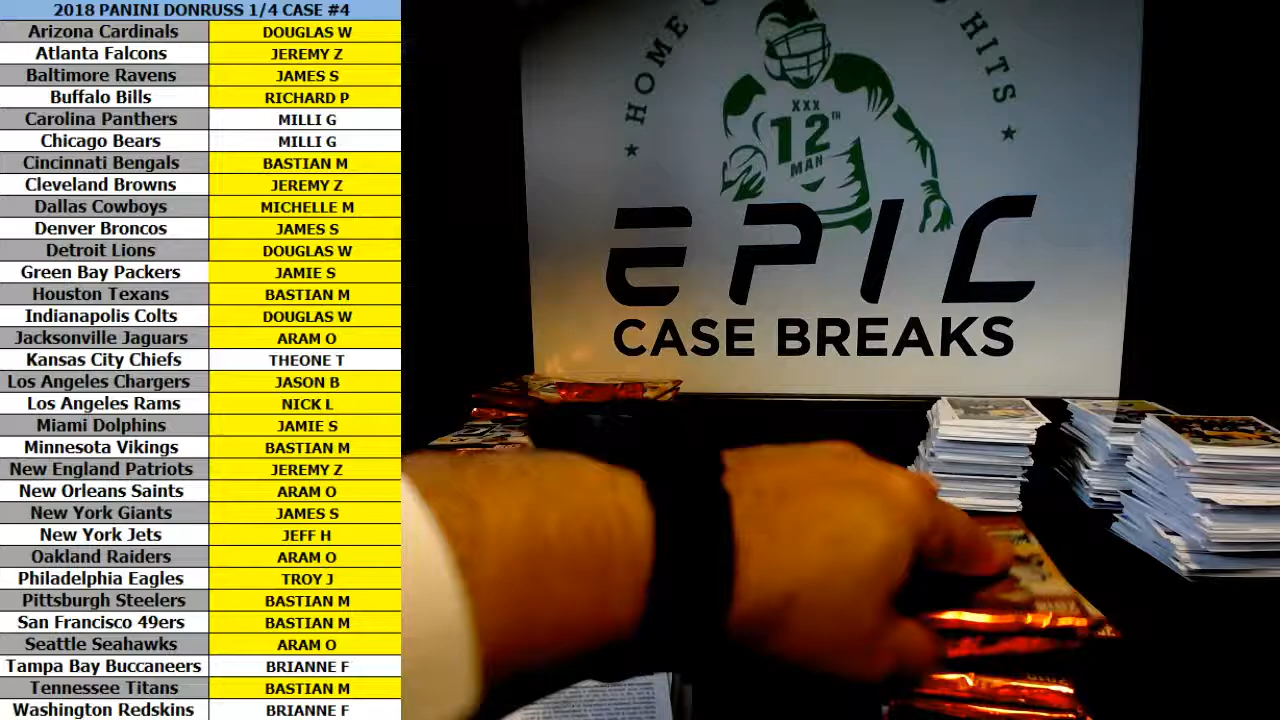 2018 PANINI DONRUSS 1/4 CASE #4
Arizona Cardinals DOUGLAS W
Atlanta Falcons JEREMY Z
Baltimore Ravens JAMES S
Buffalo Bills RICHARD P
Carolina Panthers MILLI G
Chicago Bears MILLI G
Cincinnati Bengals BASTIAN M
Cleveland Browns JEREMY Z
Dallas Cowboys MICHELLE M
Denver Broncos JAMES S
Detroit Lions DOUGLAS W
Green Bay Packers JAMIE S
Houston Texans BASTIAN M
Indianapolis Colts DOUGLAS W
Jacksonville Jaguars ARAM O
Kansas City Chiefs THEONE T
Los Angeles Chargers JASON B
Los Angeles Rams NICK L
Miami Dolphins JAMIE S
Minnesota Vikings BASTIAN M
New England Patriots JEREMY Z
New Orleans Saints ARAM O
New York Giants JAMES S
New York Jets JEFF H
Oakland Raiders ARAM O
Philadelphia Eagles TROY J
Pittsburgh Steelers BASTIAN M
San Francisco 49ers BASTIAN M
Seattle Seahawks ARAM O
Tampa Bay Buccaneers BRIANNE F
Tennessee Titans BASTIAN M
Washington Redskins BRIANNE F
HOME HITS
XXX
12TH
MAN
EPIC
CASE BREAKS